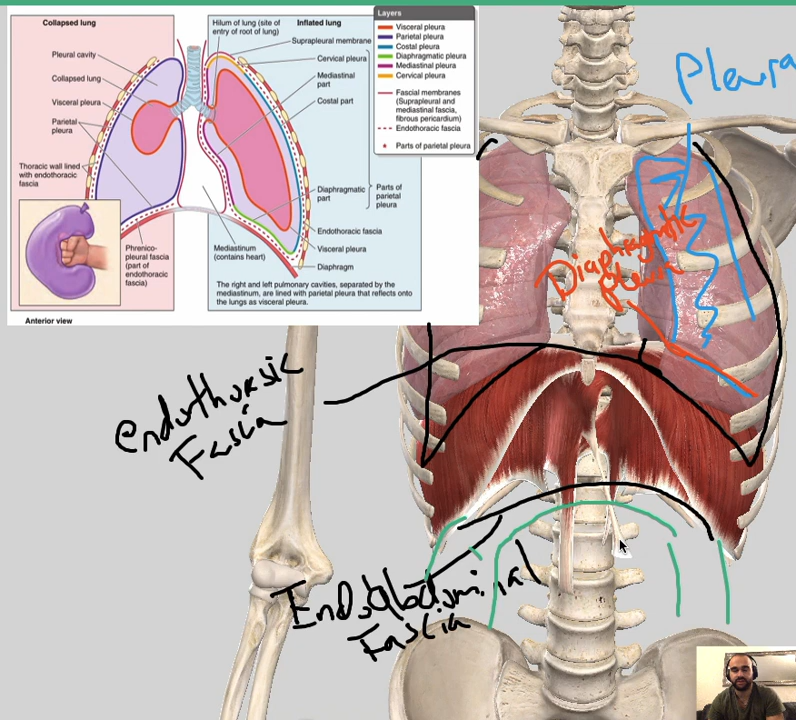 Collapsed lung
Pleural cavity
Collapsed lung
Visceral pleura
Parietal
pleura
Thoracic wall lined
with endothoracic
fascia
Phrenico-
pleural fascia
(part of
endothoracic
fascia)
Anterior view
Hilum of lung (site of
entry of root of lung)
Inflated lung
Supraplerual membrane
Cervical pleura
Mediastinal
part
Costal part
Diaphragmatic
part
Parts of
parietal
pleura
Endothoracic fascia
Visceral pleura
Diaphragm
Mediastinum
(contains heart)
The right and left pulmonary cavities, separated by the
mediastinum, are lined with parietal pleura that reflects onto
the lungs as visceral pleura.
Layers
Visceral pleura
Parietal pleura
Costal pleura
Diaphragmatic pleura
Mediastinal pleura
Cervical pleura
Fascial membranes
(Suprapleural and
mediastinal fascia,
fibrous pericardium)
Endothoracic fascia
Parts of parietal pleura
Pleura
Diaphragmatic
pleura
endothorasic
Fascia
Endoabdominal
Fascia